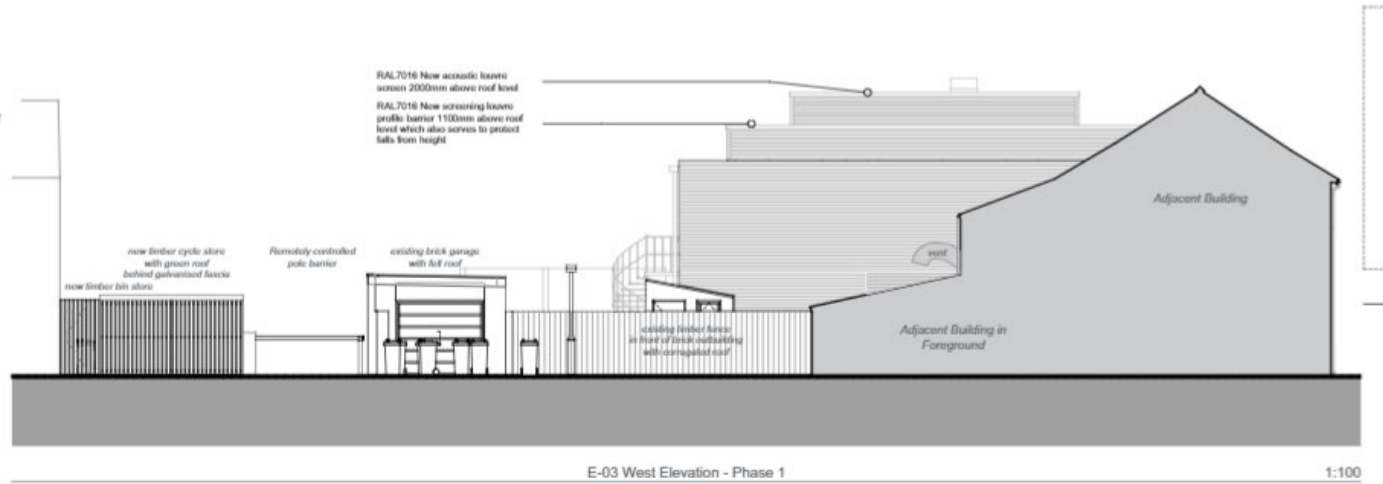 RAL7016 New acoustic louvre
screen 2000mm above roof level
RAL7016 New screening louvre
profile barrier 1100mm above roof
level which also serves to protect
falls from height
Adjacent Building
new timber cycle store
with green roof
behind galvanised fascia
new timber bin store
Remotely controlled
pole barrier
existing brick garage
with felt roof
vent
existing timber fence
in front of brick outbuilding
with corrugated roof
Adjacent Building in
Foreground
E-03 West Elevation - Phase 1
1:100